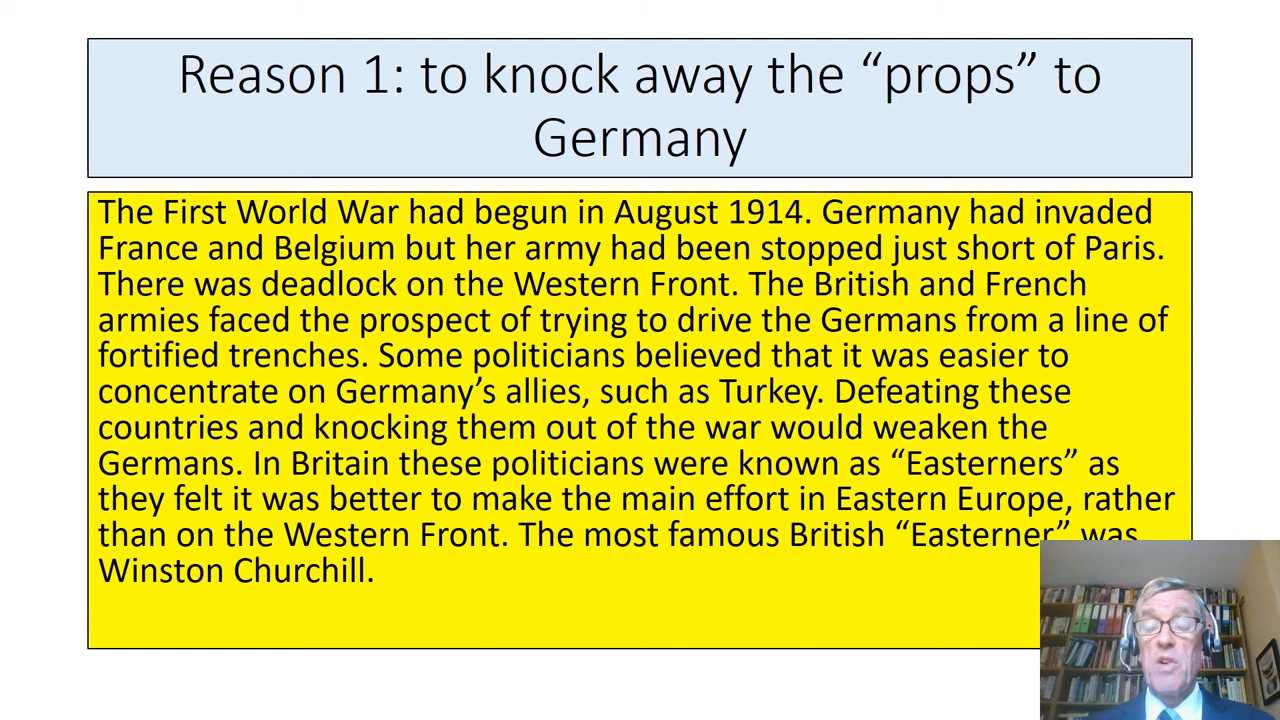 Reason 1: to knock away the “props” to
Germany
The First World War had begun in August 1914. Germany had invaded
France and Belgium but her army had been stopped just short of Paris.
There was deadlock on the Western Front. The British and French
armies faced the prospect of trying to drive the Germans from a line of
fortified trenches. Some politicians believed that it was easier to
concentrate on Germany’s allies, such as Turkey. Defeating these
countries and knocking them out of the war would weaken the
Germans. In Britain these politicians were known as “Easterners” as
they felt it was better to make the main effort in Eastern Europe, rather
than on the Western Front. The most famous British “Easterner” was
Winston Churchill.